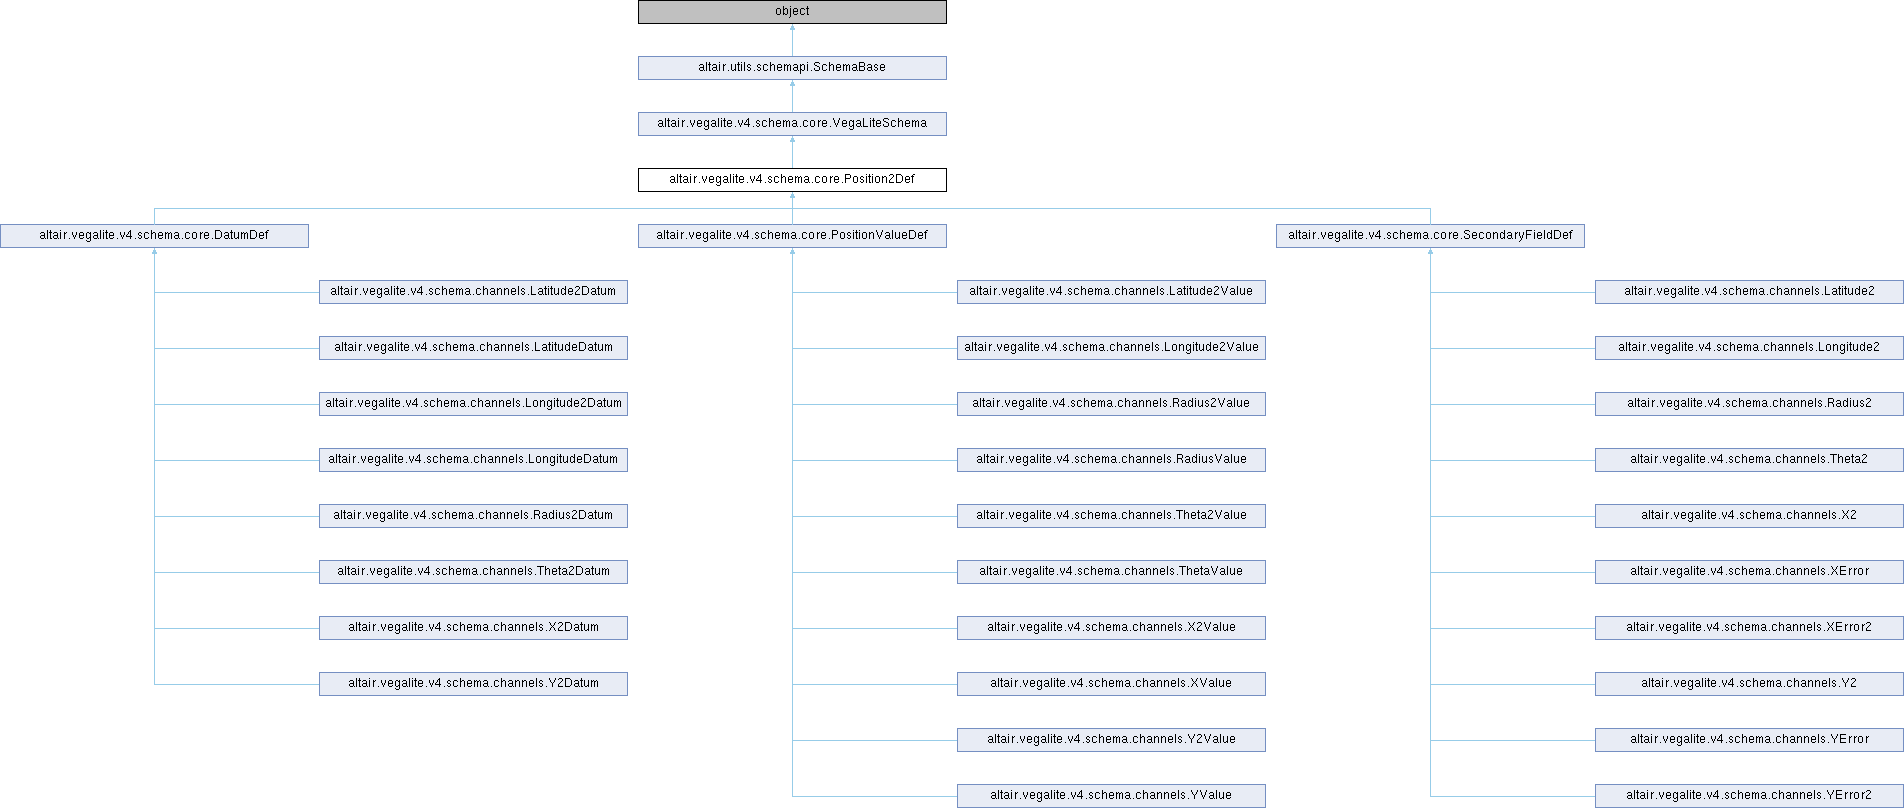 object
altair.utils.schemapi.SchemaBase
altair.vegalite.v4.schema.core.VegaLiteSchema
altair.vegalite.v4.schema.core.Position2Def
altair.vegalite.v4.schema.core.DatumDef
altair.vegalite.v4.schema.core.PositionValueDef
altair.vegalite.v4.schema.core.SecondaryFieldDef
altair.vegalite.v4.schema.channels.Latitude2Datum
altair.vegalite.v4.schema.channels.Latitude2Value
altair.vegalite.v4.schema.channels.Latitude2
altair.vegalite.v4.schema.channels.LatitudeDatum
altair.vegalite.v4.schema.channels.Longitude2Value
altair.vegalite.v4.schema.channels.Longitude2
altair.vegalite.v4.schema.channels.Longitude2Datum
altair.vegalite.v4.schema.channels.Radius2Value
altair.vegalite.v4.schema.channels.Radius2
altair.vegalite.v4.schema.channels.LongitudeDatum
altair.vegalite.v4.schema.channels.RadiusValue
altair.vegalite.v4.schema.channels.Theta2
altair.vegalite.v4.schema.channels.Radius2Datum
altair.vegalite.v4.schema.channels.Theta2Value
altair.vegalite.v4.schema.channels.X2
altair.vegalite.v4.schema.channels.Theta2Datum
altair.vegalite.v4.schema.channels.ThetaValue
altair.vegalite.v4.schema.channels.XError
altair.vegalite.v4.schema.channels.X2Datum
altair.vegalite.v4.schema.channels.X2Value
altair.vegalite.v4.schema.channels.XError2
altair.vegalite.v4.schema.channels.Y2Datum
altair.vegalite.v4.schema.channels.XValue
altair.vegalite.v4.schema.channels.Y2
altair.vegalite.v4.schema.channels.Y2Value
altair.vegalite.v4.schema.channels.YError
altair.vegalite.v4.schema.channels.YValue
altair.vegalite.v4.schema.channels.YError2